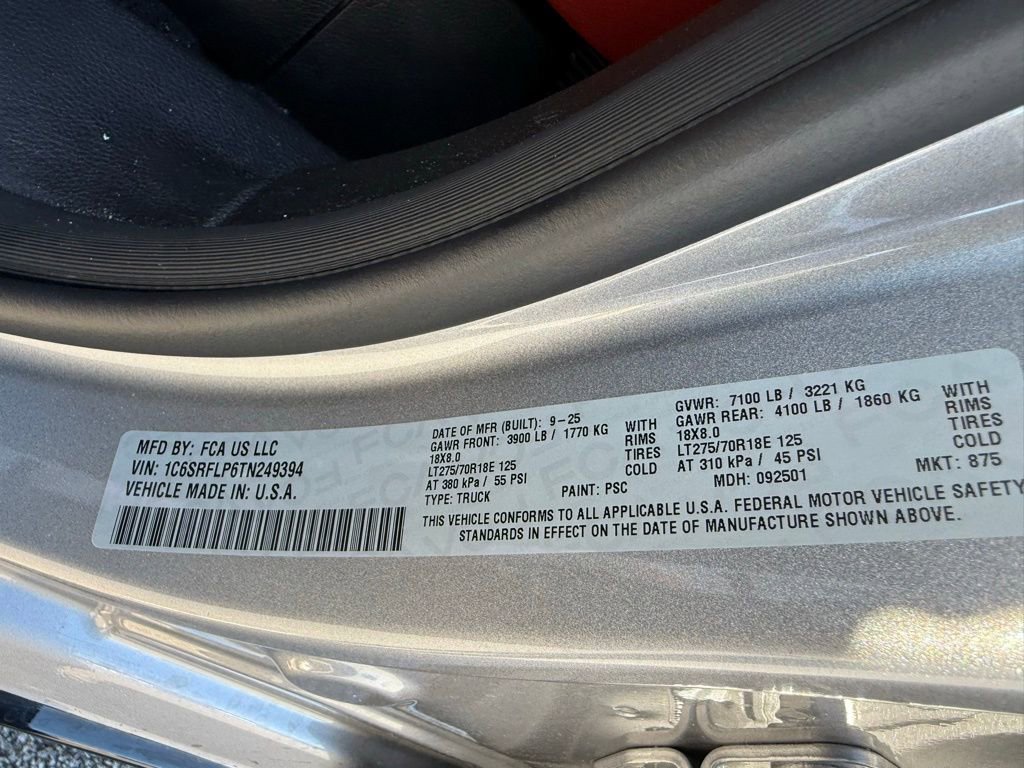 MFD BY: FCA US LLC
VIN: 1C6SRFLP6TN249394
VEHICLE MADE IN: U.S.A.
DATE OF MFR (BUILT): 9-25
GAWR FRONT: 3900 LB / 1770 KG WITH
18X8.0 RIMS
LT275/70R18E 125 TIRES
AT 380 kPa / 55 PSI COLD
TYPE: TRUCK
PAINT: PSC
GVWR: 7100 LB / 3221 KG
GAWR REAR: 4100 LB / 1860 KG WITH
18X8.0 RIMS
LT275/70R18E 125 TIRES
AT 310 kPa / 45 PSI COLD
MDH: 092501
MKT: 875
THIS VEHICLE CONFORMS TO ALL APPLICABLE U.S.A. FEDERAL MOTOR VEHICLE SAFETY
STANDARDS IN EFFECT ON THE DATE OF MANUFACTURE SHOWN ABOVE.